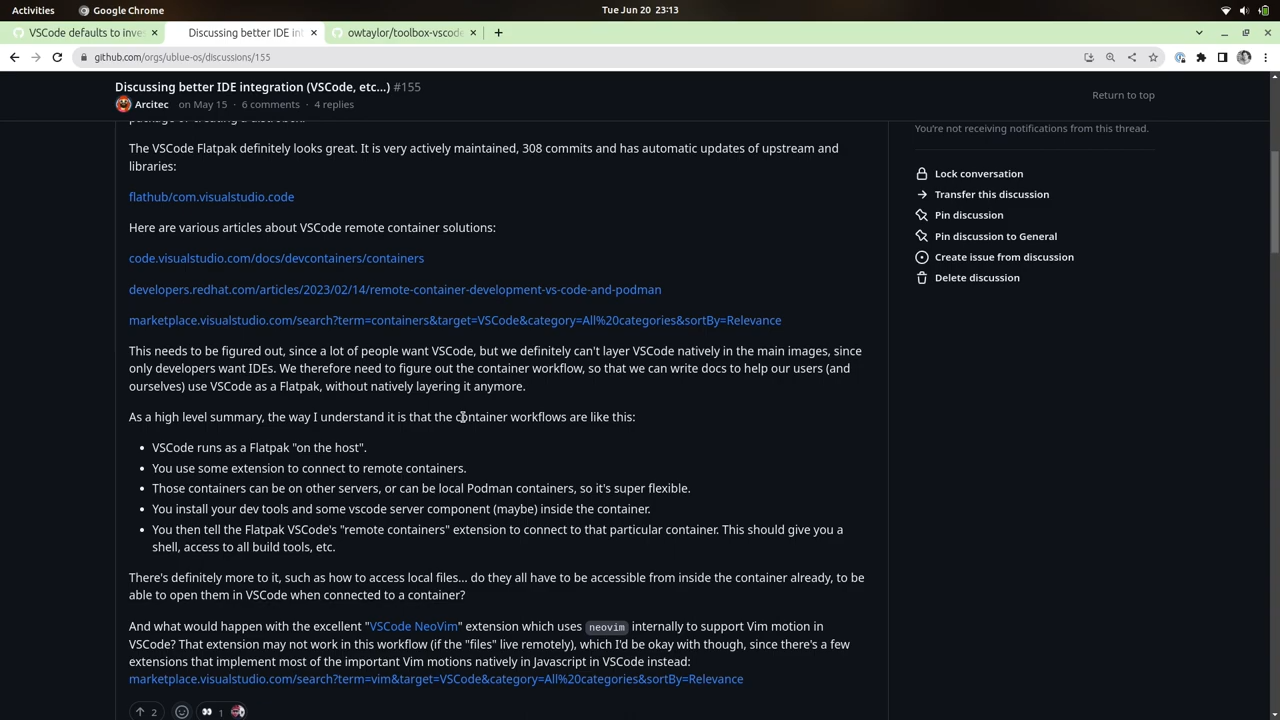 Activities
Google Chrome
Tue Jun 20 23:13
VSCode defaults to inves
Discussing better IDE int
owtaylor/toolbox-vscode
github.com/orgs/ublue-os/discussions/155
Discussing better IDE integration (VSCode, etc...) #155
Arcitec on May 15 · 6 comments · 4 replies
Return to top
package or creating a distrobox.
The VSCode Flatpak definitely looks great. It is very actively maintained, 308 commits and has automatic updates of upstream and
libraries:
flathub/com.visualstudio.code
Here are various articles about VSCode remote container solutions:
code.visualstudio.com/docs/devcontainers/containers
developers.redhat.com/articles/2023/02/14/remote-container-development-vs-code-and-podman
marketplace.visualstudio.com/search?term=containers&target=VSCode&category=All%20categories&sortBy=Relevance
This needs to be figured out, since a lot of people want VSCode, but we definitely can't layer VSCode natively in the main images, since
only developers want IDEs. We therefore need to figure out the container workflow, so that we can write docs to help our users (and
ourselves) use VSCode as a Flatpak, without natively layering it anymore.
As a high level summary, the way I understand it is that the container workflows are like this:
• VSCode runs as a Flatpak "on the host".
• You use some extension to connect to remote containers.
• Those containers can be on other servers, or can be local Podman containers, so it's super flexible.
• You install your dev tools and some vscode server component (maybe) inside the container.
• You then tell the Flatpak VSCode's "remote containers" extension to connect to that particular container. This should give you a
shell, access to all build tools, etc.
There's definitely more to it, such as how to access local files... do they all have to be accessible from inside the container already, to be
able to open them in VSCode when connected to a container?
And what would happen with the excellent "VSCode NeoVim" extension which uses neovim internally to support Vim motion in
VSCode? That extension may not work in this workflow (if the "files" live remotely), which I'd be okay with though, since there's a few
extensions that implement most of the important Vim motions natively in Javascript in VSCode instead:
marketplace.visualstudio.com/search?term=vim&target=VSCode&category=All%20categories&sortBy=Relevance
2
1
You're not receiving notifications from this thread.
Lock conversation
Transfer this discussion
Pin discussion
Pin discussion to General
Create issue from discussion
Delete discussion